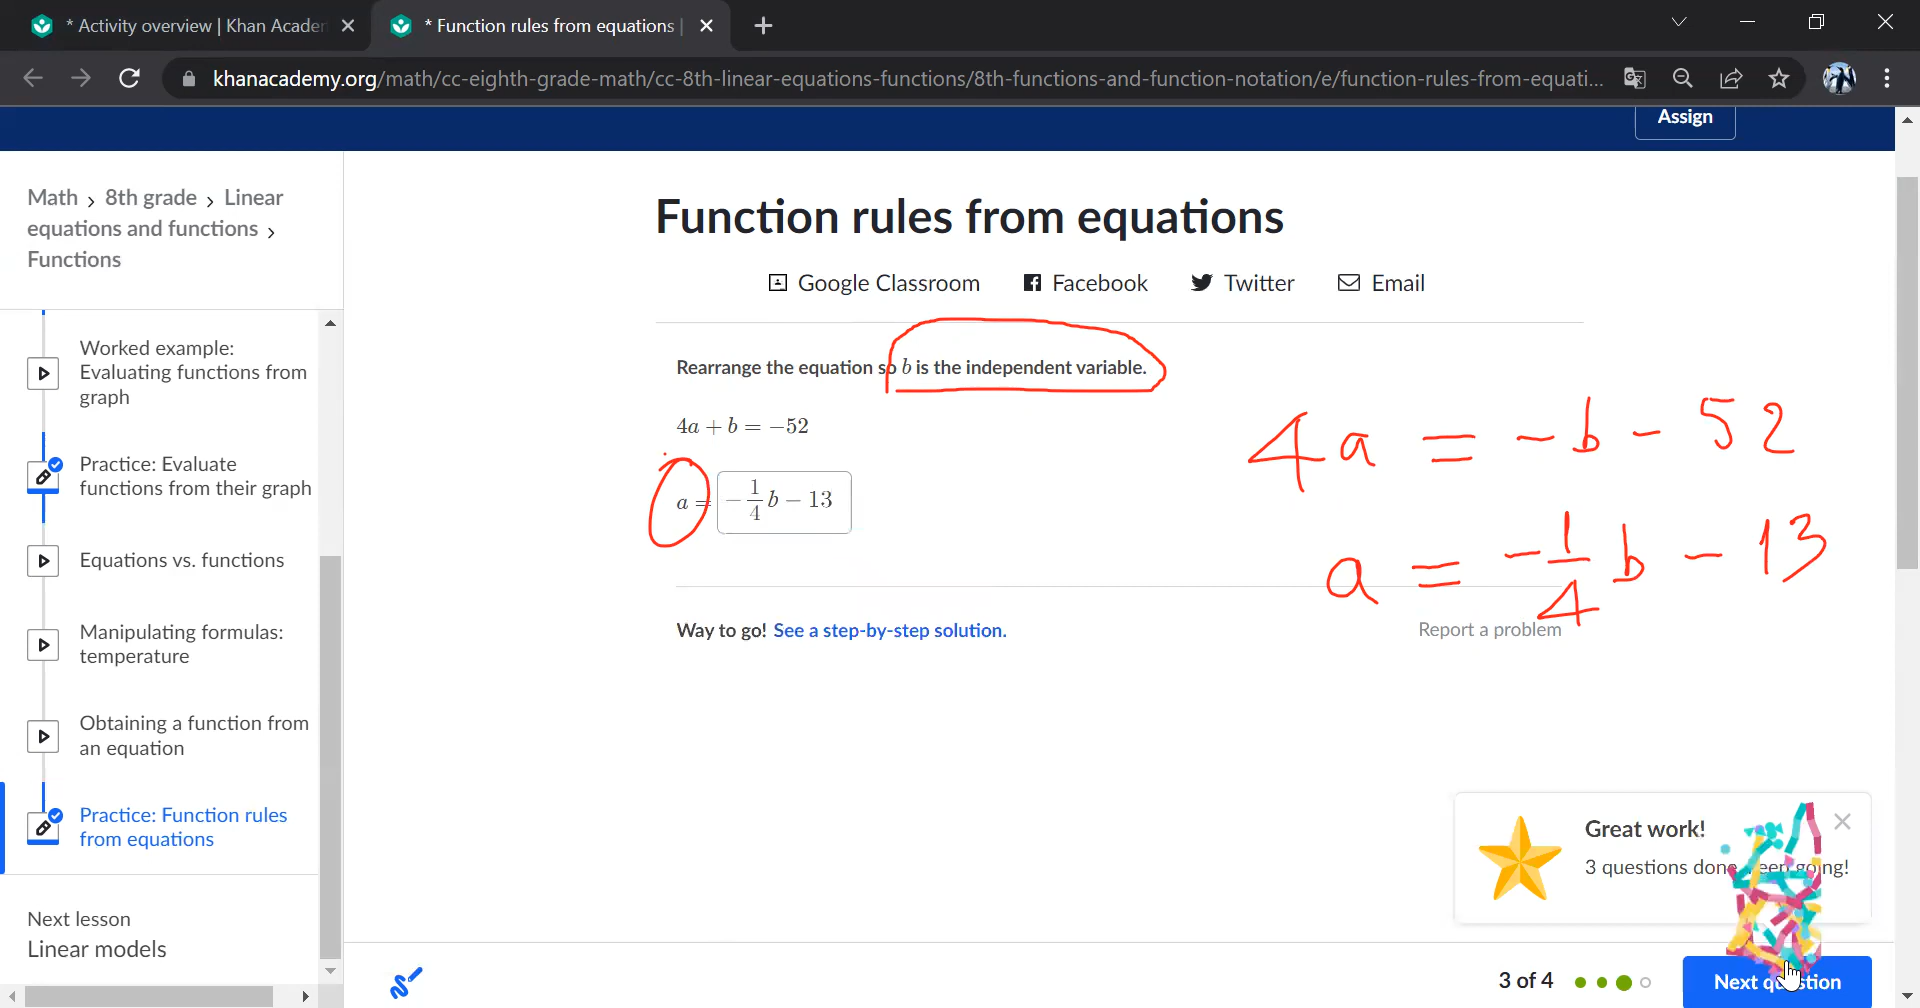 * Activity overview | Khan Acader
* Function rules from equations |
khanacademy.org/math/cc-eighth-grade-math/cc-8th-linear-equations-functions/8th-functions-and-function-notation/e/function-rules-from-equati...
Assign
Math › 8th grade › Linear
equations and functions ›
Functions
Worked example:
Evaluating functions from
graph
Practice: Evaluate
functions from their graph
Equations vs. functions
Manipulating formulas:
temperature
Obtaining a function from
an equation
Practice: Function rules
from equations
Next lesson
Linear models
Function rules from equations
Google Classroom Facebook Twitter Email
Rearrange the equation so b is the independent variable.
4a + b = −52
a = −1/4 b − 13
4a = −b − 52
a = −1/4 b − 13
Way to go! See a step-by-step solution.
Report a problem
Great work!
3 questions done, keep going!
3 of 4
Next question